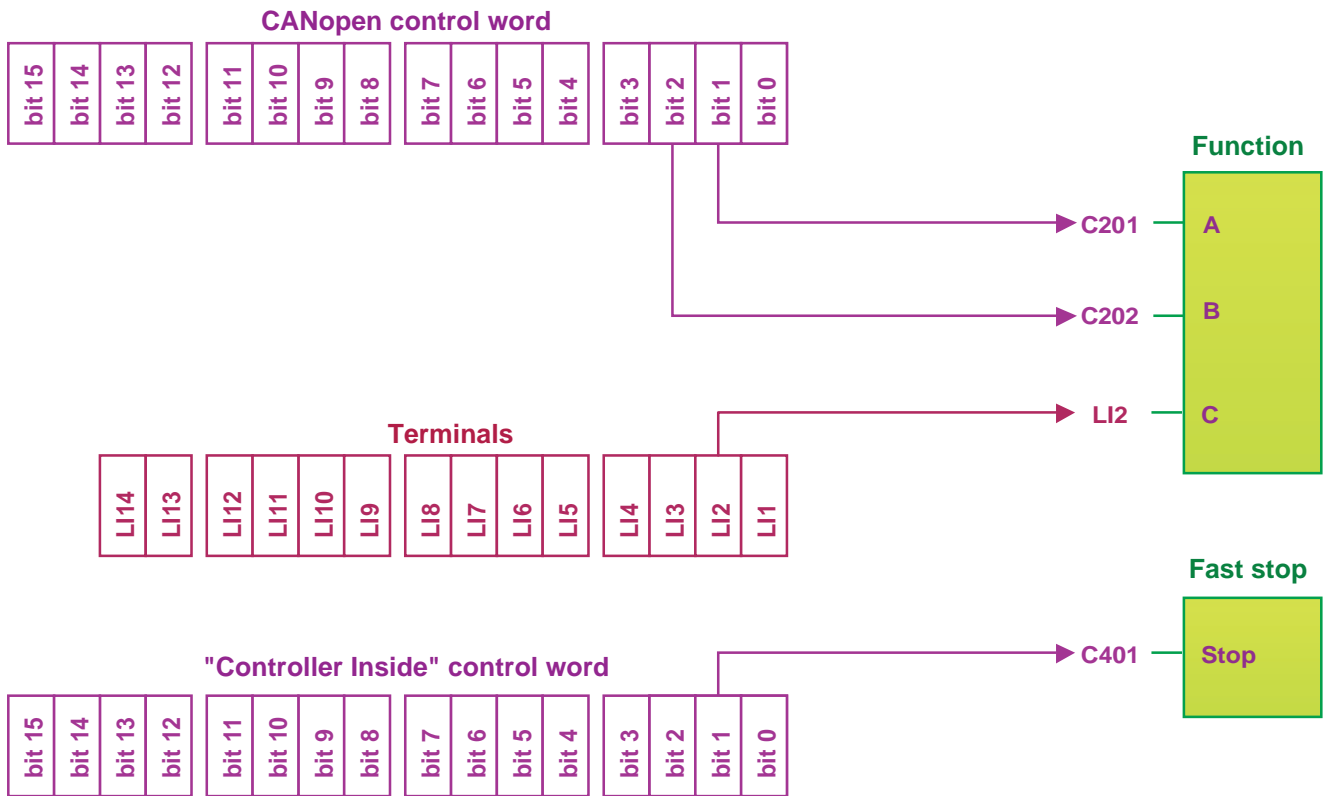 CANopen control word
bit 15 bit 14 bit 13 bit 12 bit 11 bit 10 bit 9 bit 8 bit 7 bit 6 bit 5 bit 4 bit 3 bit 2 bit 1 bit 0
Function
C201 A
C202 B
LI2 C
Terminals
LI14 LI13 LI12 LI11 LI10 LI9 LI8 LI7 LI6 LI5 LI4 LI3 LI2 LI1
Fast stop
C401 Stop
"Controller Inside" control word
bit 15 bit 14 bit 13 bit 12 bit 11 bit 10 bit 9 bit 8 bit 7 bit 6 bit 5 bit 4 bit 3 bit 2 bit 1 bit 0